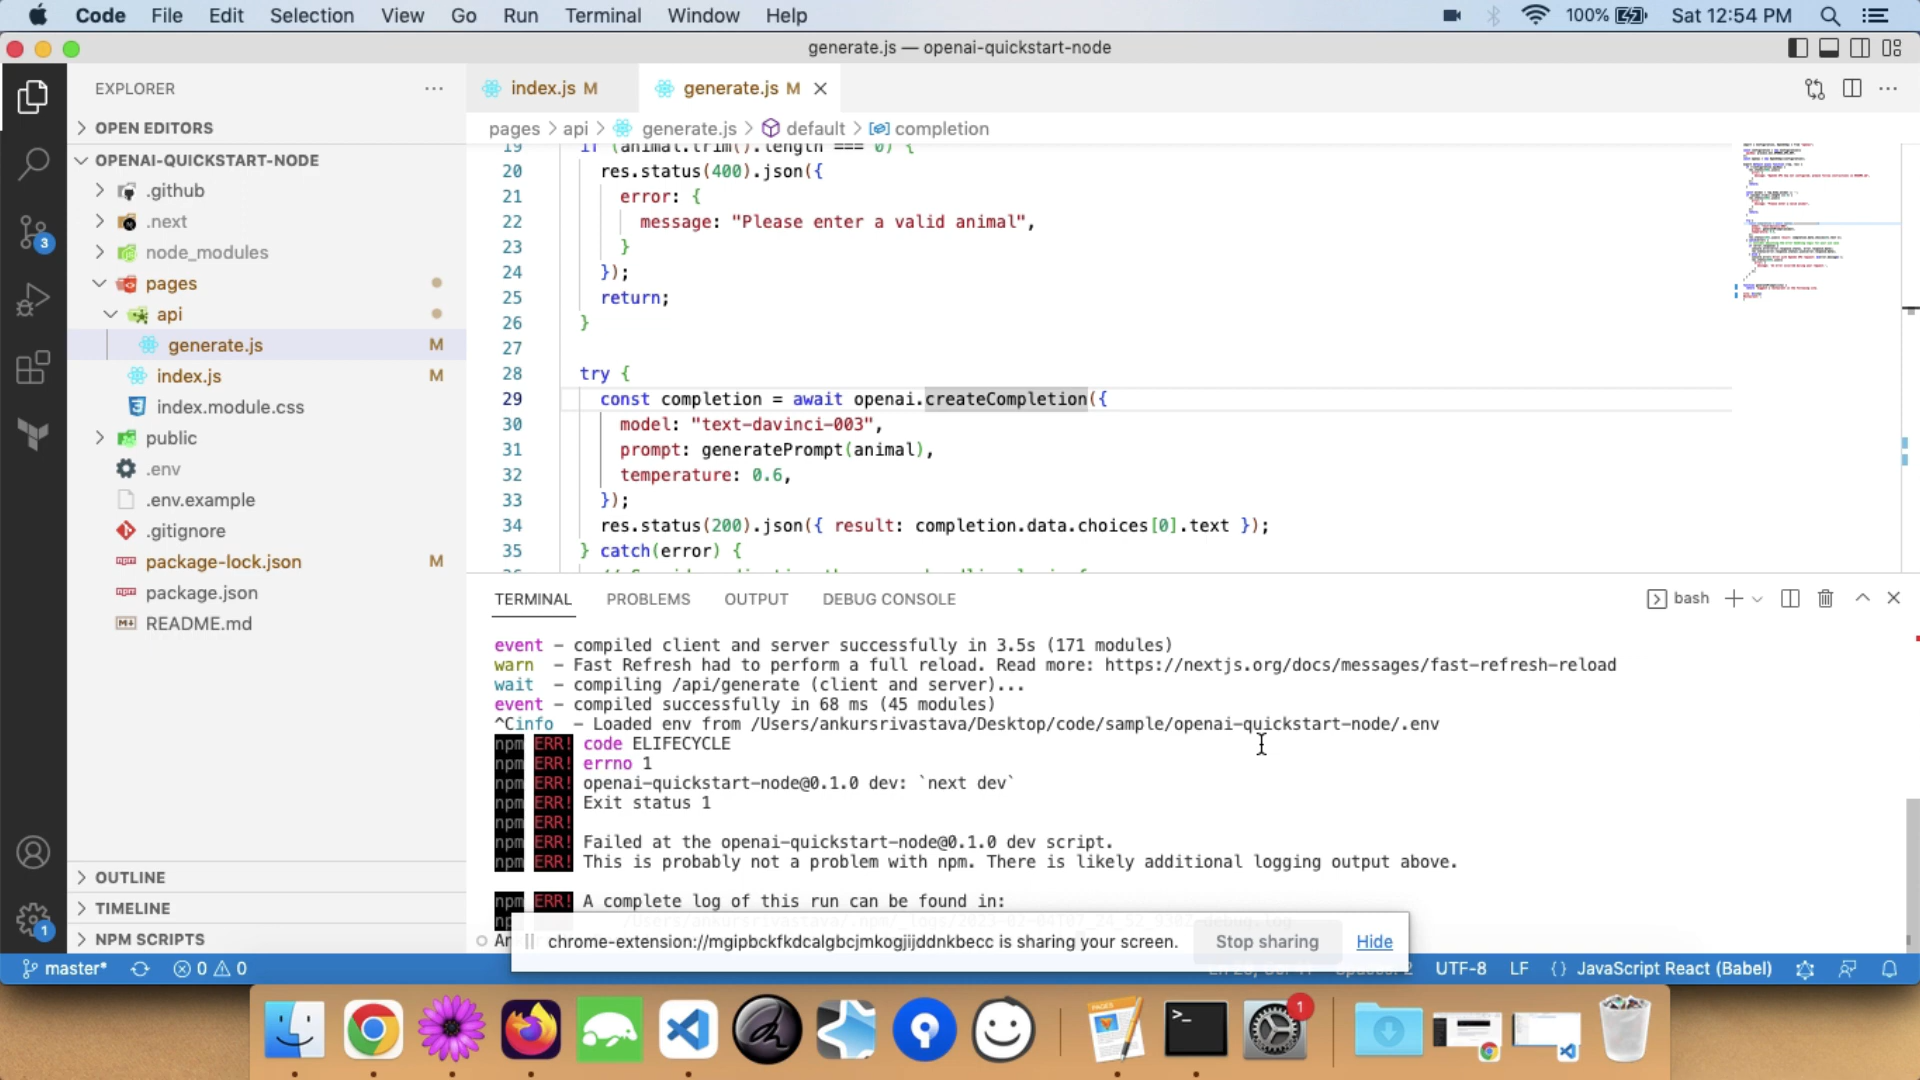 Code File Edit Selection View Go Run Terminal Window Help 100% Sat 12:54 PM
generate.js — openai-quickstart-node
EXPLORER
OPEN EDITORS
OPENAI-QUICKSTART-NODE
.github
.next
node_modules
pages
api
generate.js M
index.js M
index.module.css
public
.env
.env.example
.gitignore
package-lock.json M
package.json
README.md
OUTLINE
TIMELINE
NPM SCRIPTS
3
1
index.js M
generate.js M
pages > api > generate.js > default > completion
19 if (animal.trim().length === 0) {
20 res.status(400).json({
21 error: {
22 message: "Please enter a valid animal",
23 }
24 });
25 return;
26 }
27
28 try {
29 const completion = await openai.createCompletion({
30 model: "text-davinci-003",
31 prompt: generatePrompt(animal),
32 temperature: 0.6,
33 });
34 res.status(200).json({ result: completion.data.choices[0].text });
35 } catch(error) {
TERMINAL PROBLEMS OUTPUT DEBUG CONSOLE bash
event – compiled client and server successfully in 3.5s (171 modules)
warn – Fast Refresh had to perform a full reload. Read more: https://nextjs.org/docs/messages/fast-refresh-reload
wait – compiling /api/generate (client and server)...
event – compiled successfully in 68 ms (45 modules)
^Cinfo – Loaded env from /Users/ankursrivastava/Desktop/code/sample/openai-quickstart-node/.env
npm ERR! code ELIFECYCLE
npm ERR! errno 1
npm ERR! openai-quickstart-node@0.1.0 dev: `next dev`
npm ERR! Exit status 1
npm ERR!
npm ERR! Failed at the openai-quickstart-node@0.1.0 dev script.
npm ERR! This is probably not a problem with npm. There is likely additional logging output above.
npm ERR! A complete log of this run can be found in:
chrome-extension://mgipbckfkdcalgbcjmkogjijddnkbecc is sharing your screen. Stop sharing Hide
master* 0 0 UTF-8 LF {} JavaScript React (Babel)
PAGES
1